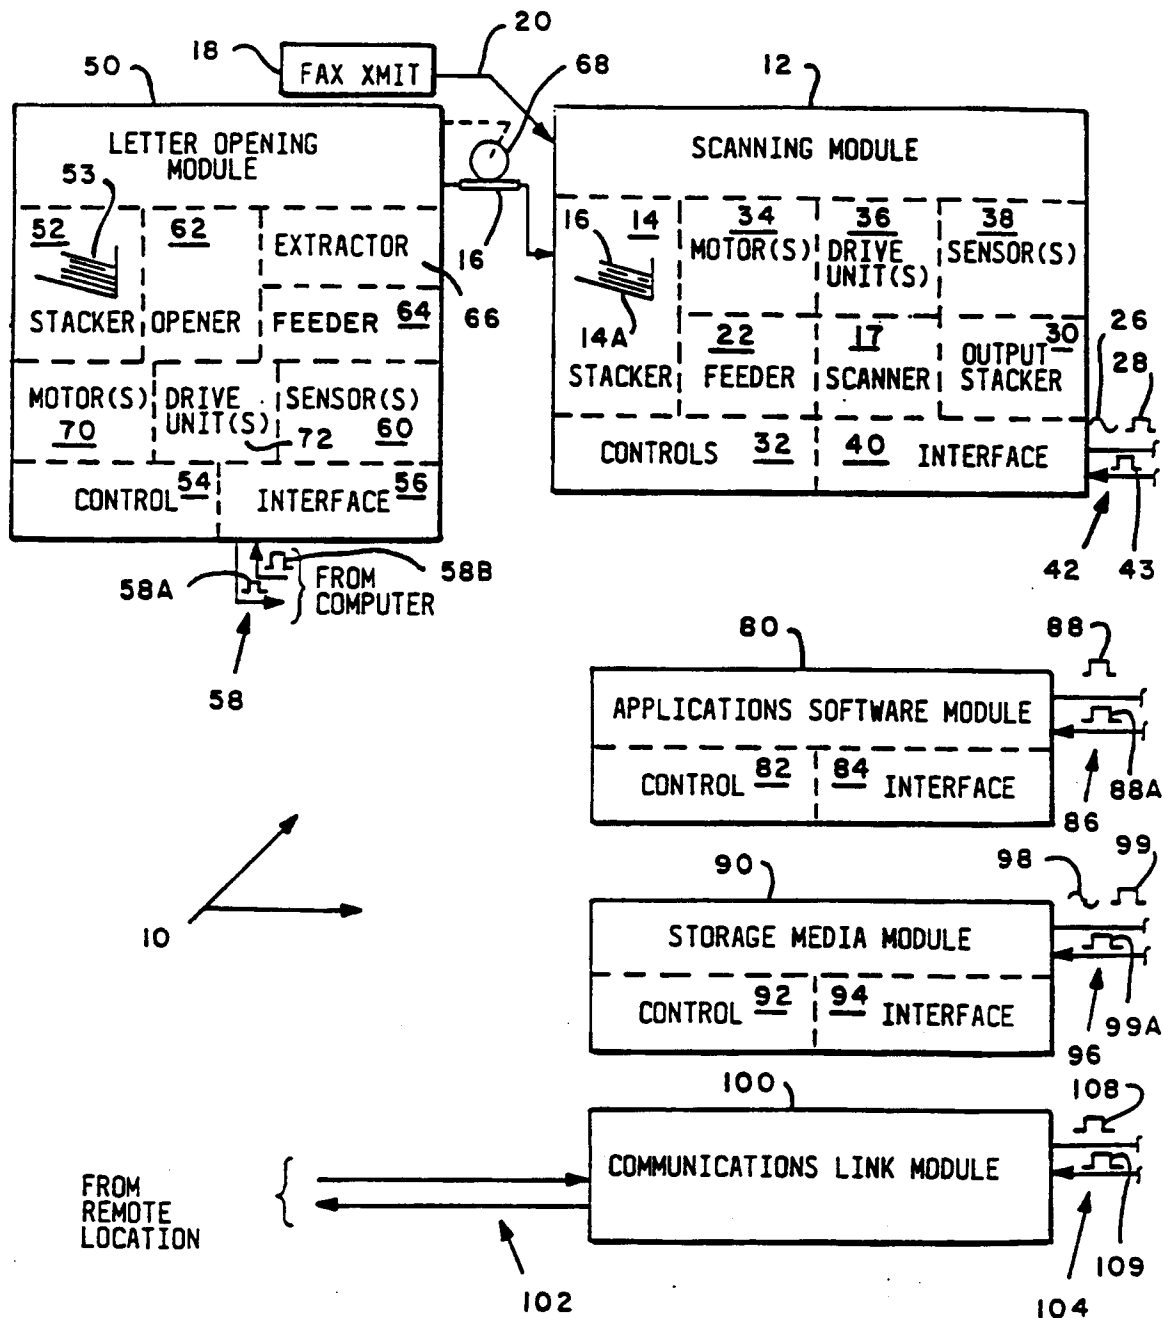 18
FAX XMIT
20
68
50
12
LETTER OPENING
MODULE
53
52
62
EXTRACTOR
STACKER
OPENER
FEEDER 64
66
16
MOTOR(S)
70
DRIVE
UNIT(S)
72
SENSOR(S)
60
CONTROL 54
INTERFACE 56
58A
58B
FROM
COMPUTER
58
SCANNING MODULE
16
14
14A
STACKER
34
MOTOR(S)
36
DRIVE
UNIT(S)
38
SENSOR(S)
22
FEEDER
17
SCANNER
30
OUTPUT
STACKER
26
28
CONTROLS 32
40 INTERFACE
42
43
80
88
APPLICATIONS SOFTWARE MODULE
CONTROL 82
84 INTERFACE
88A
86
10
90
98
99
STORAGE MEDIA MODULE
CONTROL 92
94 INTERFACE
99A
96
100
108
COMMUNICATIONS LINK MODULE
FROM
REMOTE
LOCATION
102
109
104